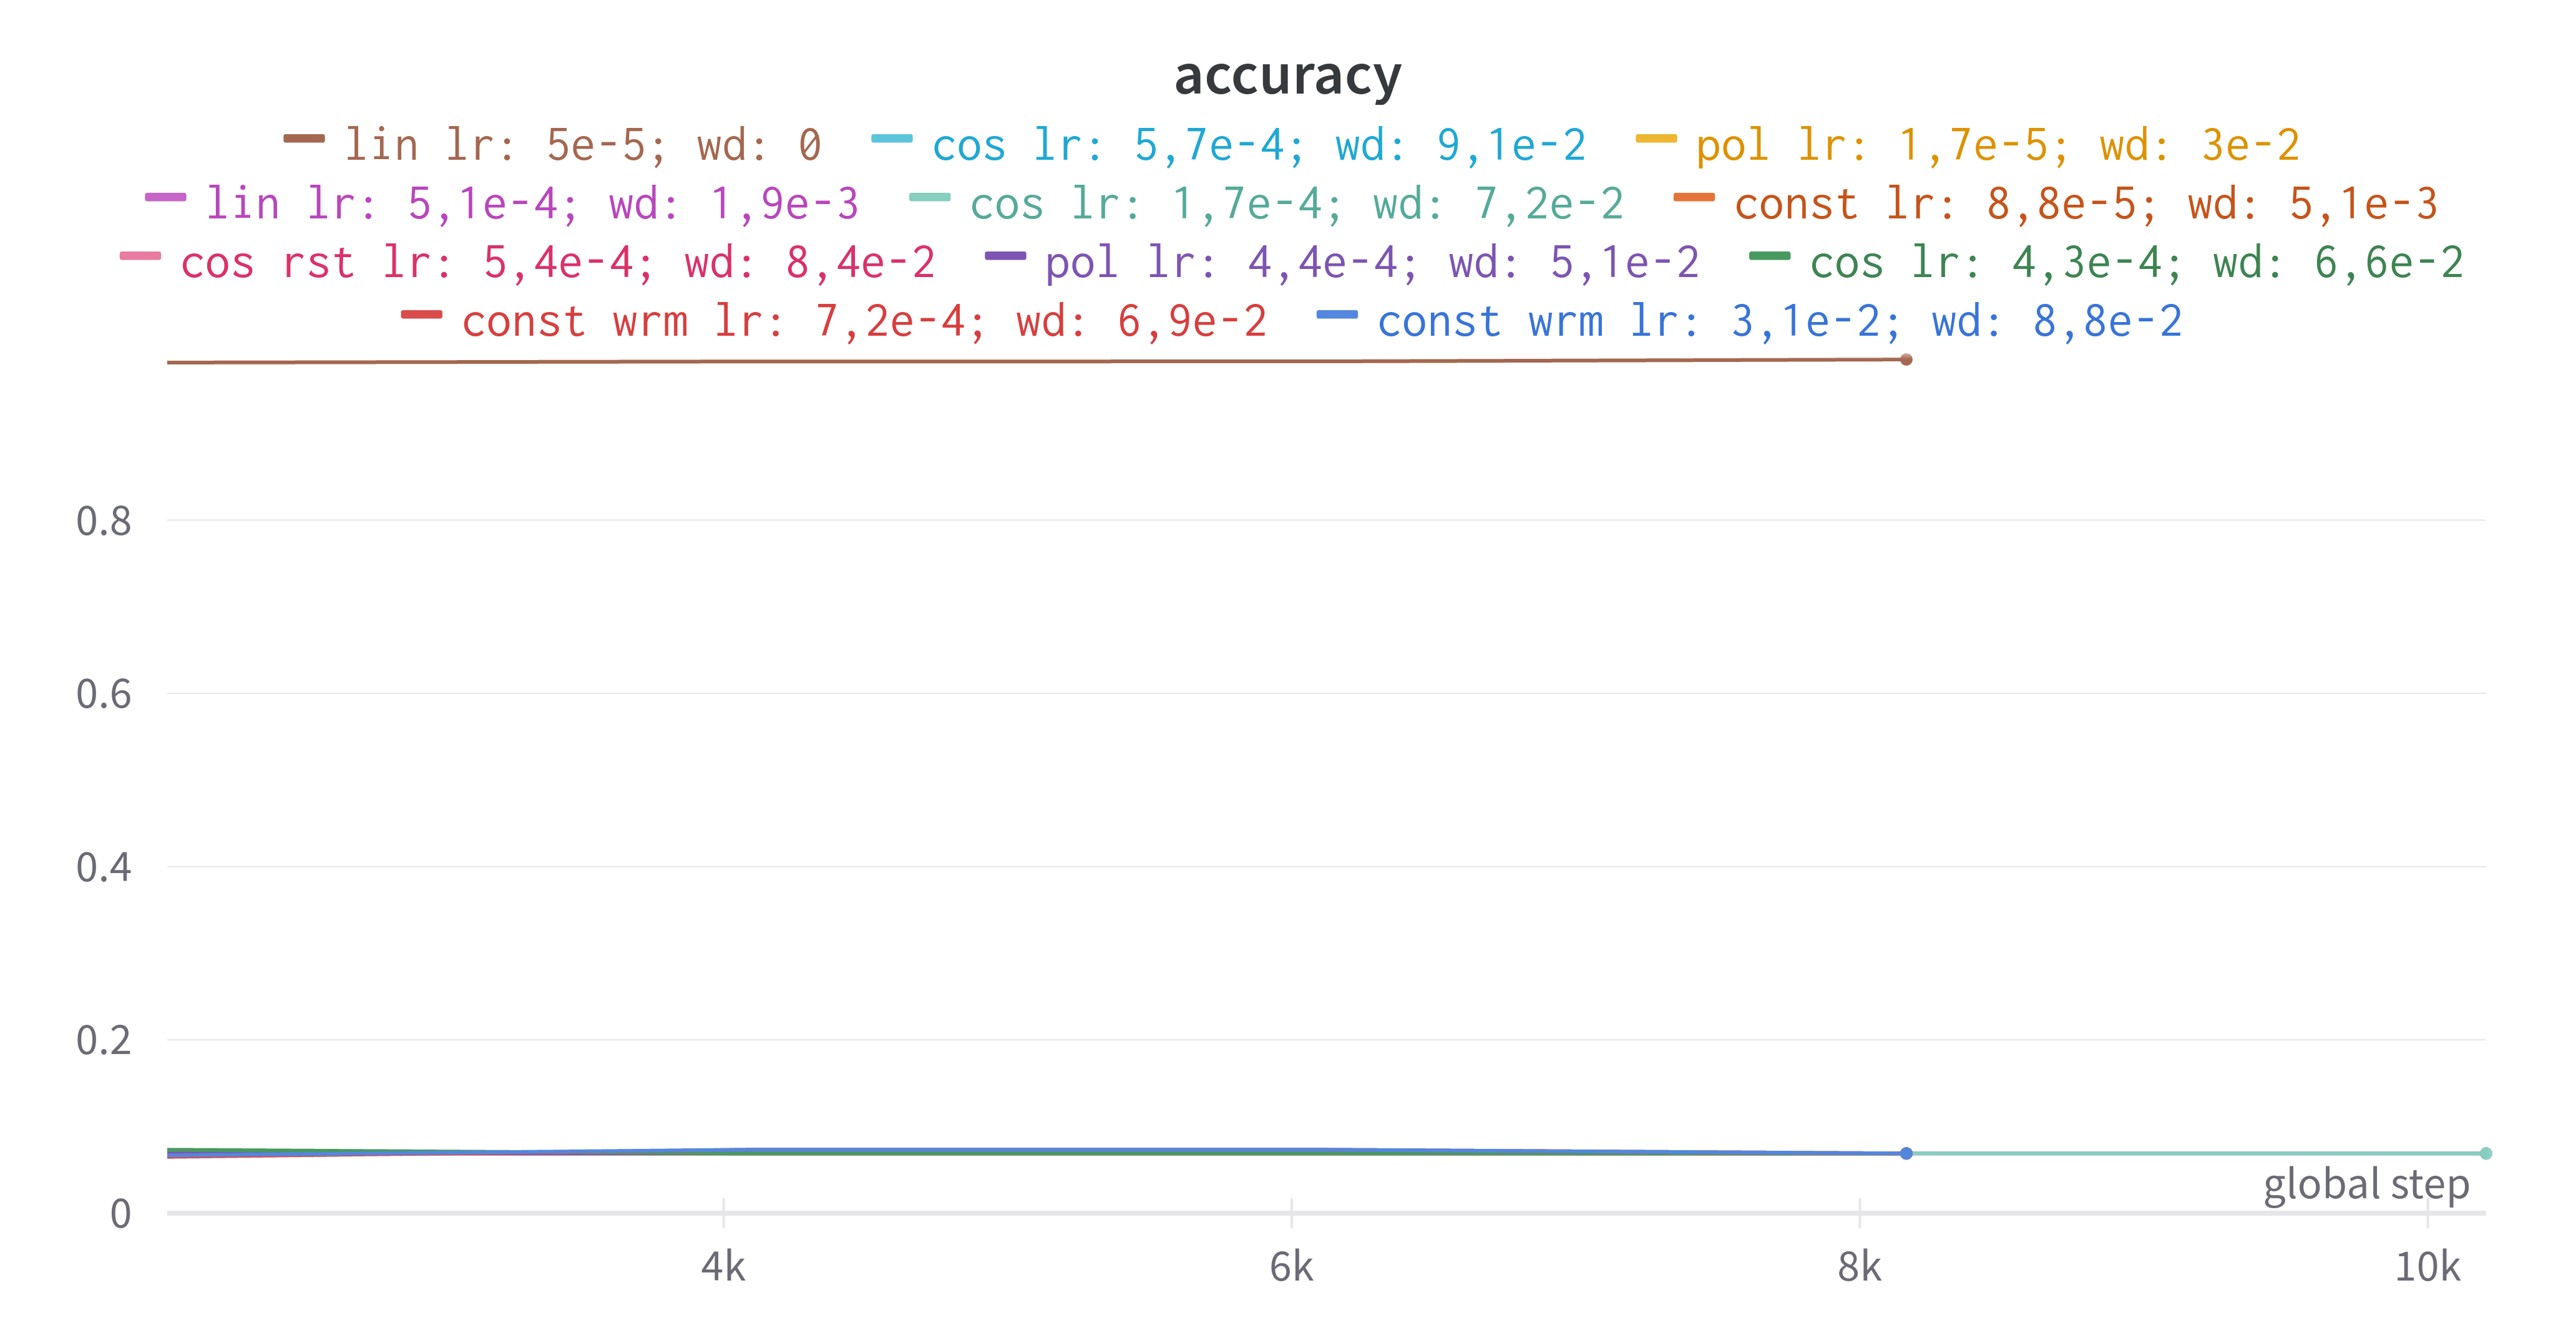 accuracy
lin lr: 5e-5; wd: 0 cos lr: 5,7e-4; wd: 9,1e-2 pol lr: 1,7e-5; wd: 3e-2
lin lr: 5,1e-4; wd: 1,9e-3 cos lr: 1,7e-4; wd: 7,2e-2 const lr: 8,8e-5; wd: 5,1e-3
cos rst lr: 5,4e-4; wd: 8,4e-2 pol lr: 4,4e-4; wd: 5,1e-2 cos lr: 4,3e-4; wd: 6,6e-2
const wrm lr: 7,2e-4; wd: 6,9e-2 const wrm lr: 3,1e-2; wd: 8,8e-2
0.8
0.6
0.4
0.2
global step
0
4k 6k 8k 10k